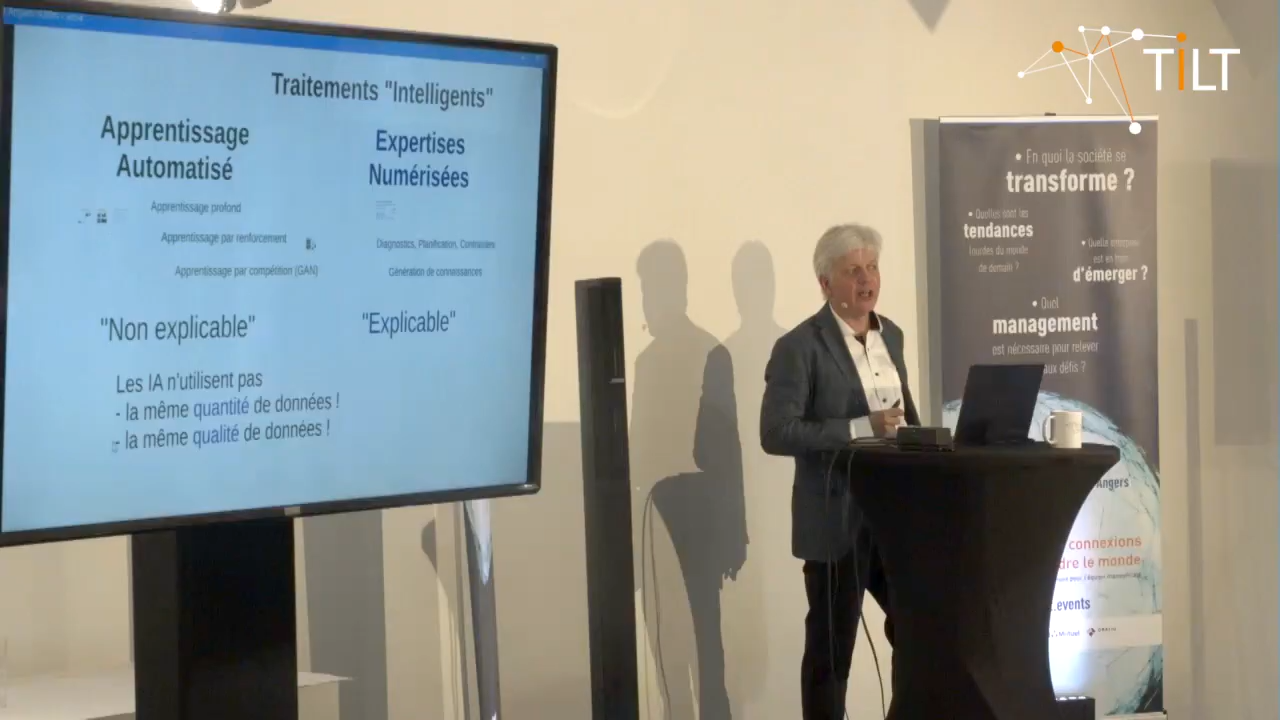 Traitements "Intelligents"
Apprentissage
Automatisé
Apprentissage profond
Apprentissage par renforcement
Apprentissage par compétition (GAN)
"Non explicable"
Les IA n'utilisent pas
- la même quantité de données !
- la même qualité de données !
Expertises
Numérisées
Diagnostics, Planification, Contraintes
Génération de connaissances
"Explicable"
TiLT
• En quoi la société se
transforme ?
• Quelles sont les
tendances
lourdes du monde
de demain ?
• Quelle entreprise
est en train
d'émerger ?
• Quel
management
est nécessaire pour relever
aux défis ?
Angers
connexions
dre le monde
.events